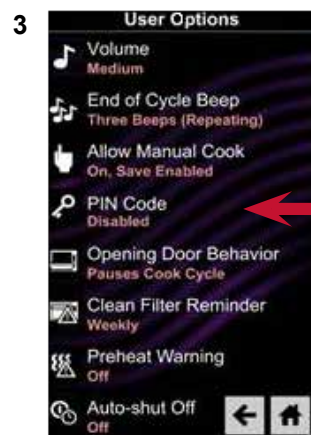 3
User Options
Volume
Medium
End of Cycle Beep
Three Beeps (Repeating)
Allow Manual Cook
On, Save Enabled
PIN Code
Disabled
Opening Door Behavior
Pauses Cook Cycle
Clean Filter Reminder
Weekly
Preheat Warning
Off
Auto-shut Off
Off